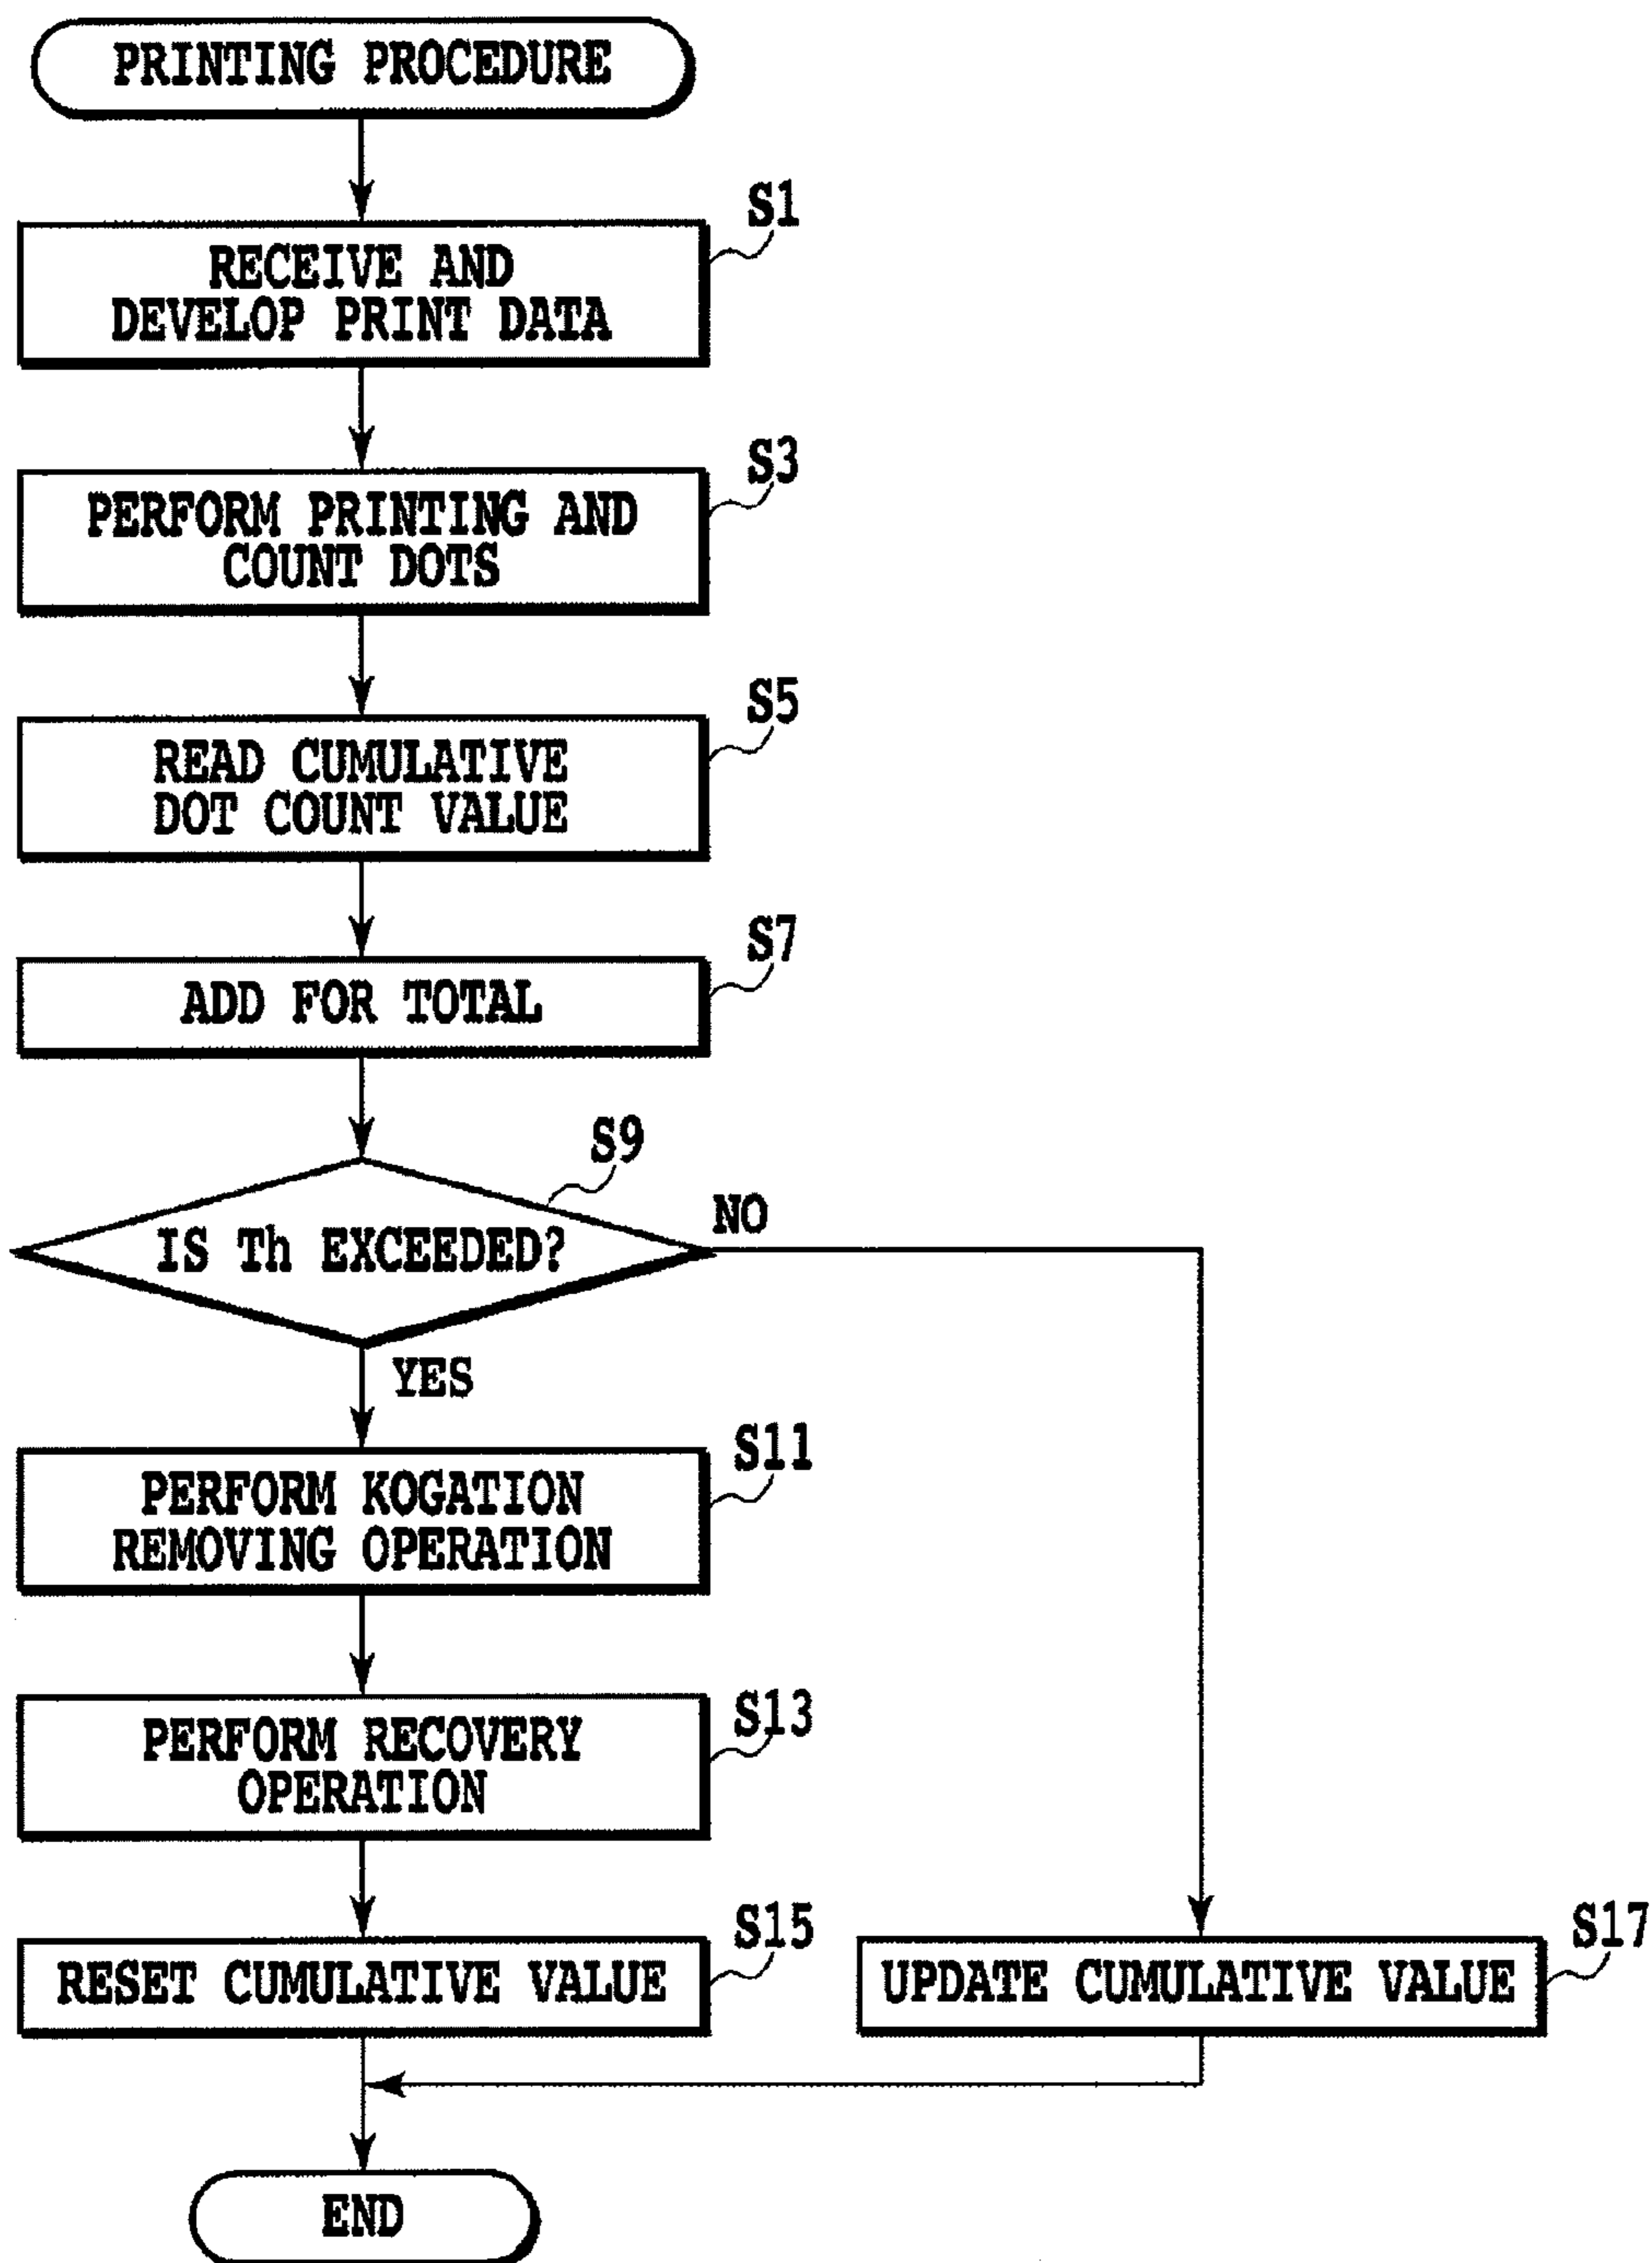 PRINTING PROCEDURE
S1
RECEIVE AND
DEVELOP PRINT DATA
S3
PERFORM PRINTING AND
COUNT DOTS
S5
READ CUMULATIVE
DOT COUNT VALUE
S7
ADD FOR TOTAL
S9
IS Th EXCEEDED?
NO
YES
S11
PERFORM KOGATION
REMOVING OPERATION
S13
PERFORM RECOVERY
OPERATION
S15
RESET CUMULATIVE VALUE
S17
UPDATE CUMULATIVE VALUE
END